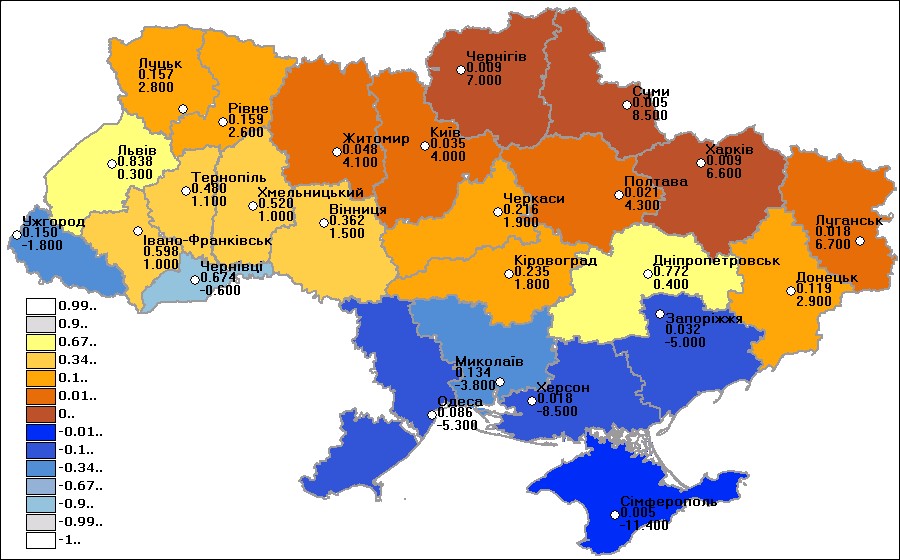 Чернігів
0.009
7.000
Луцьк
0.157
2.800
Суми
0.005
8.500
Рівне
0.159
2.600
Житомир
0.048
4.100
Київ
0.035
4.000
Харків
0.009
6.600
Львів
0.838
0.300
Тернопіль
0.480
1.100
Хмельницький
0.520
1.000
Вінниця
0.362
1.500
Черкаси
0.216
1.900
Полтава
0.021
4.300
Ужгород
0.150
-1.800
Івано-Франківськ
0.598
1.000
Чернівці
0.674
-0.600
Кіровоград
0.235
1.800
Дніпропетровськ
0.772
0.400
Луганськ
0.018
6.700
Донецьк
0.119
2.900
Запоріжжя
0.032
-5.000
Миколаїв
0.134
-3.800
Херсон
0.018
-8.500
Одеса
0.086
-5.300
Сімферополь
0.005
-11.400
0.99..
0.9..
0.67..
0.34..
0.1..
0.01..
0..
-0.01..
-0.1..
-0.34..
-0.67..
-0.9..
-0.99..
-1..